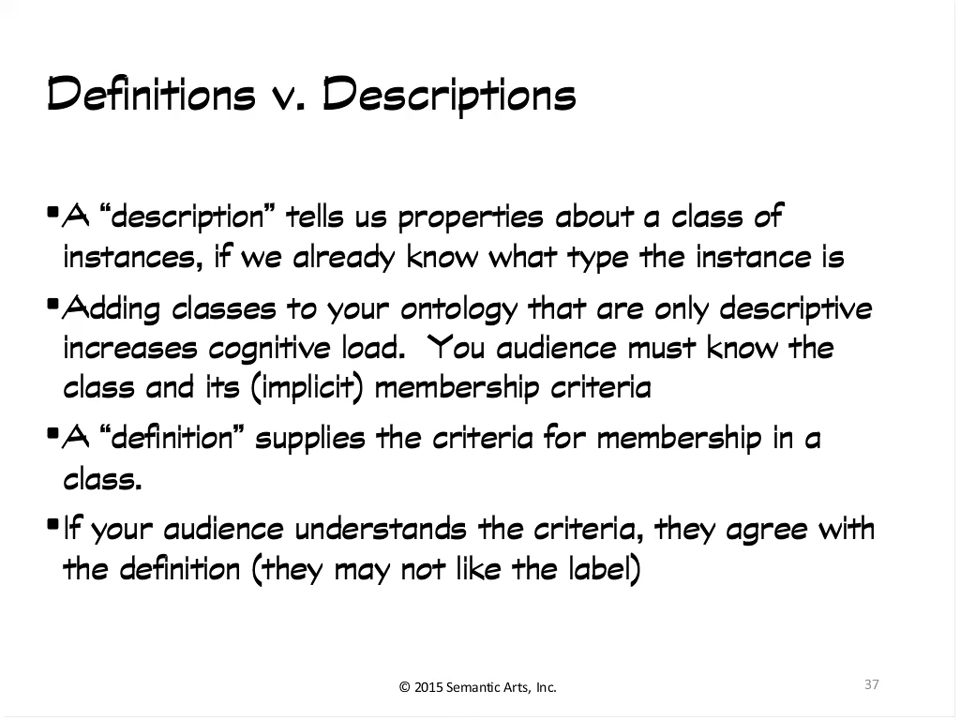 Definitions v. Descriptions
▪A “description” tells us properties about a class of
instances, if we already know what type the instance is
▪Adding classes to your ontology that are only descriptive
increases cognitive load.  You audience must know the
class and its (implicit) membership criteria
▪A “definition” supplies the criteria for membership in a
class.
▪If your audience understands the criteria, they agree with
the definition (they may not like the label)
© 2015 Semantic Arts, Inc.
37